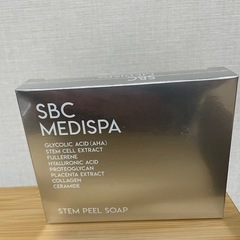 SBC
MEDISPA
GLYCOLIC ACID (AHA)
STEM CELL EXTRACT
FULLERENE
HYALURONIC ACID
PROTEOGLYCAN
PLACENTA EXTRACT
COLLAGEN
CERAMIDE
STEM PEEL SOAP